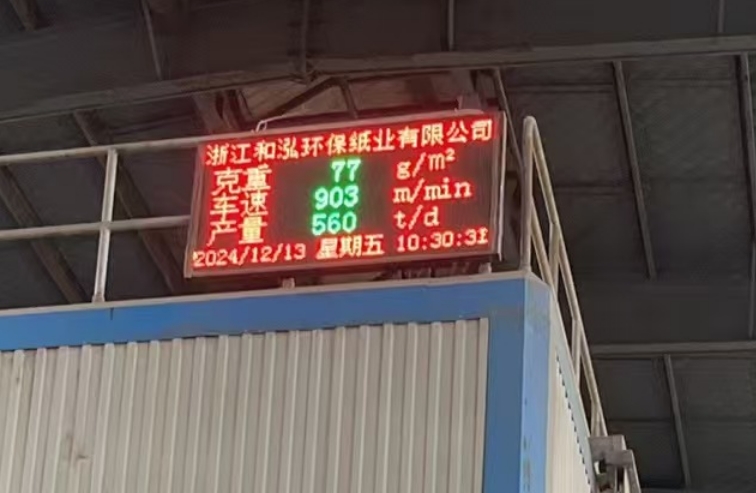 浙江和泓环保纸业有限公司
克重 77 g/m²
车速 903 m/min
产量 560 t/d
2024/12/13 星期五 10:30:31